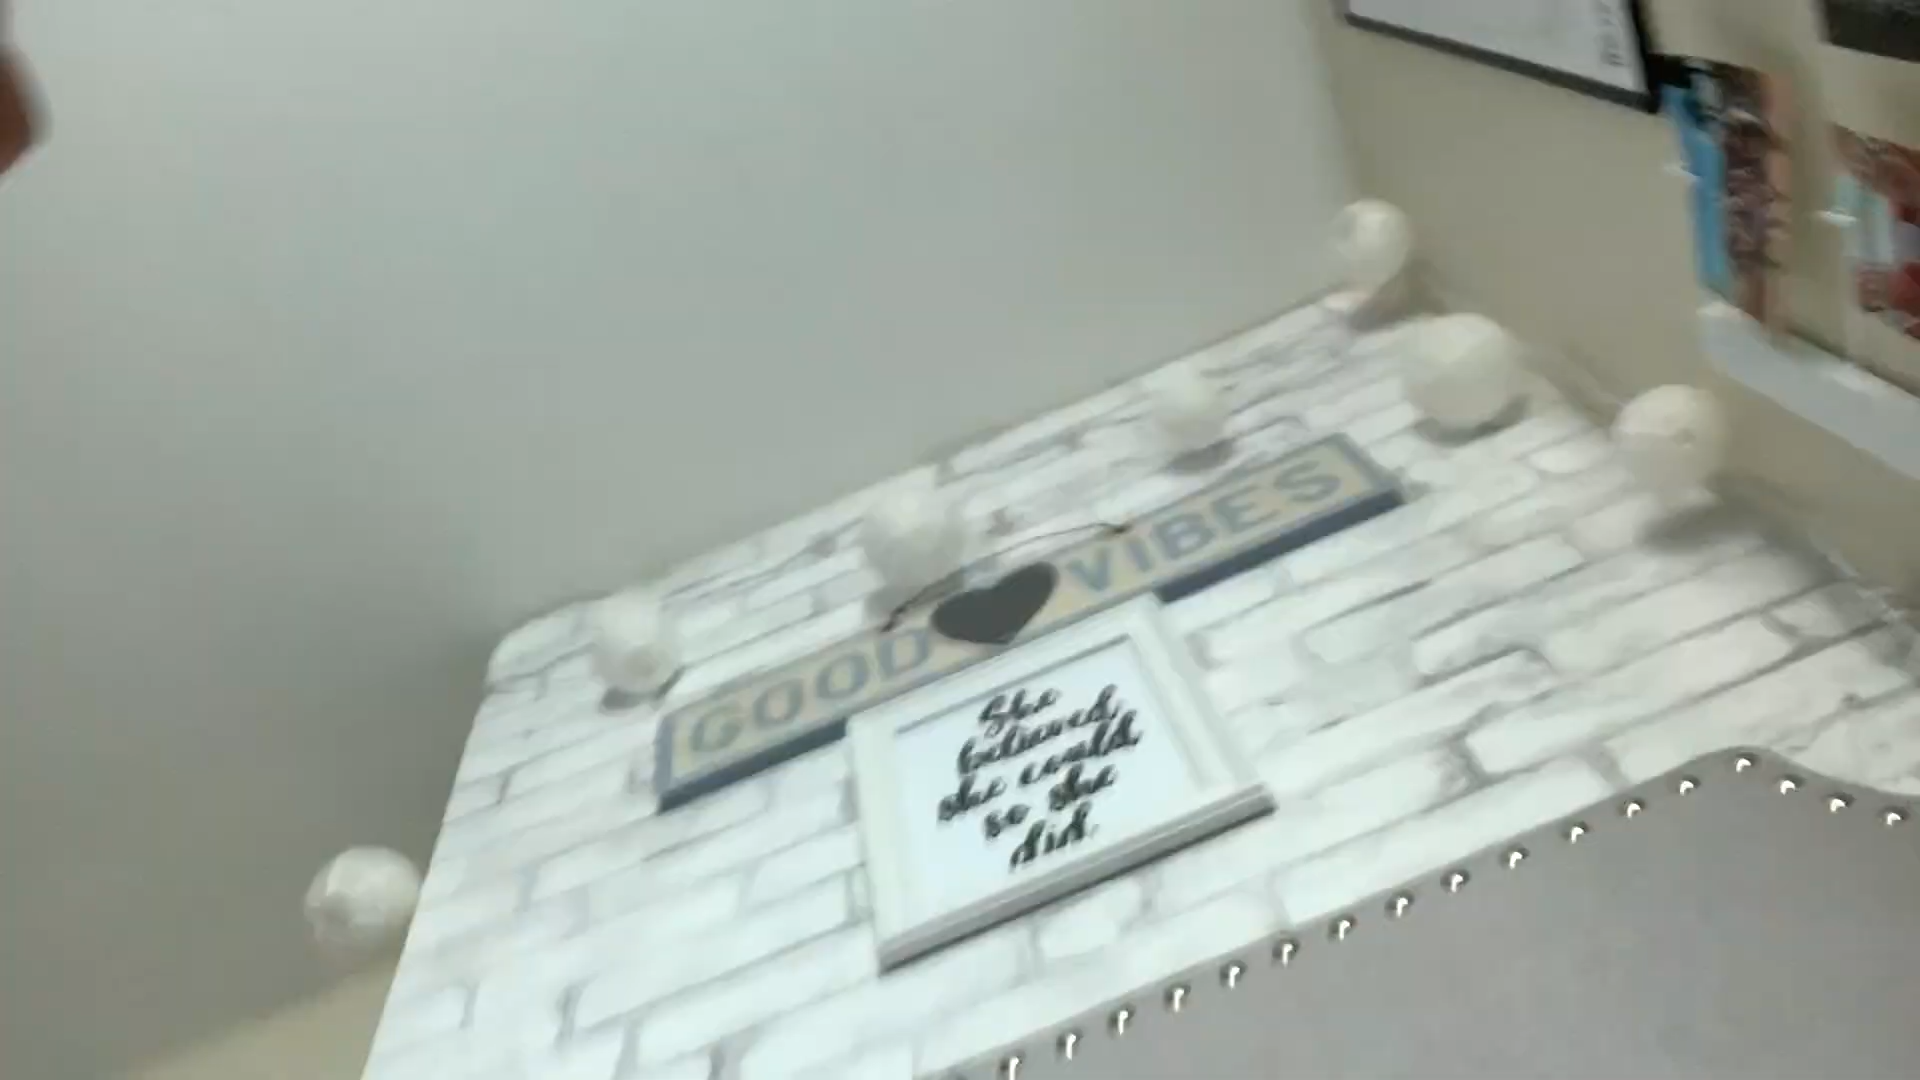 GOOD VIBES
She
believed
she could
so she
did.